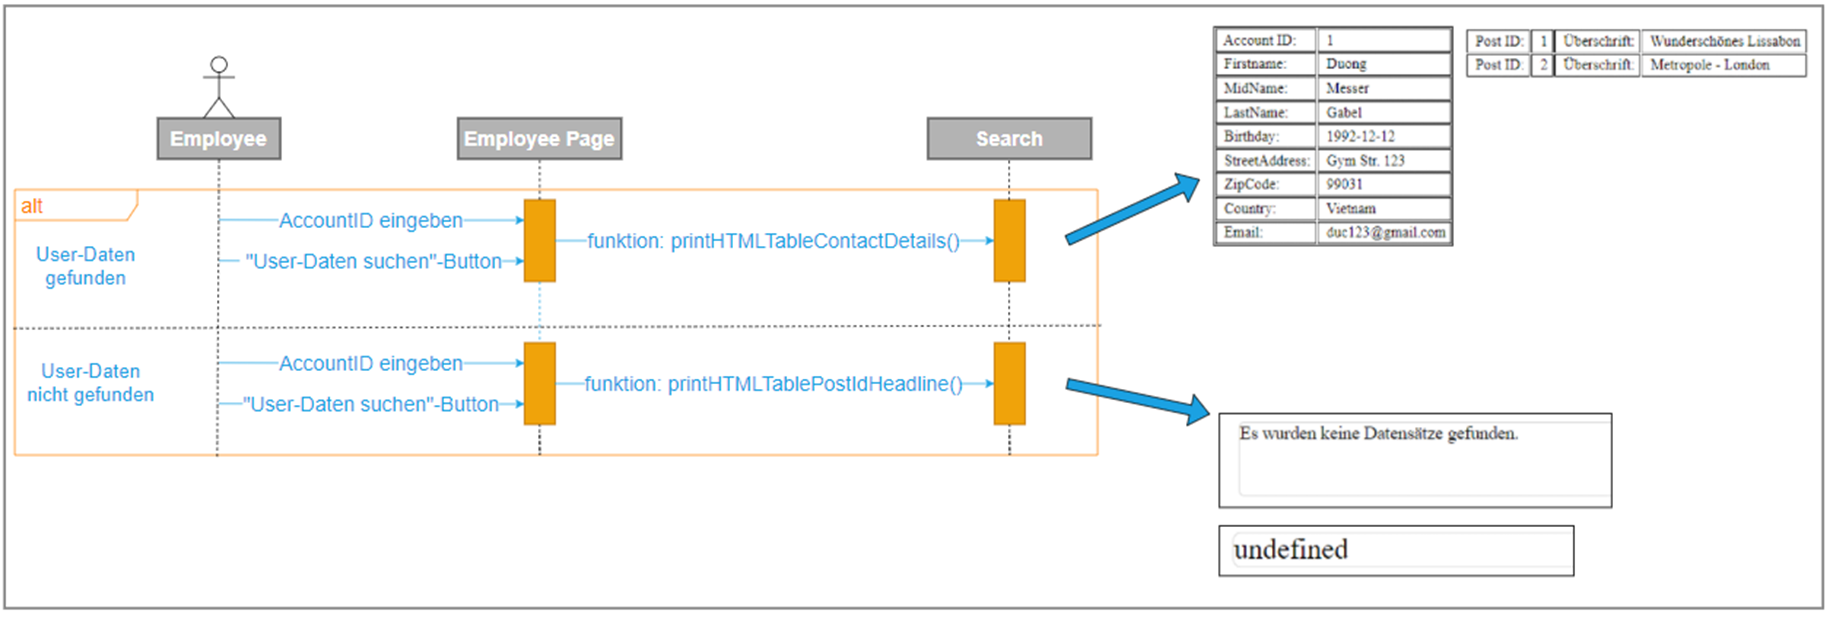 Employee
Employee Page
Search
alt
User-Daten
gefunden
AccountID eingeben
"User-Daten suchen"-Button
funktion: printHTMLTableContactDetails()
User-Daten
nicht gefunden
AccountID eingeben
"User-Daten suchen"-Button
funktion: printHTMLTablePostIdHeadline()
Account ID: 1
Firstname: Duong
MidName: Messer
LastName: Gabel
Birthday: 1992-12-12
StreetAddress: Gym Str. 123
ZipCode: 99031
Country: Vietnam
Email: duc123@gmail.com
Post ID: 1 Überschrift: Wunderschönes Lissabon
Post ID: 2 Überschrift: Metropole - London
Es wurden keine Datensätze gefunden.
undefined